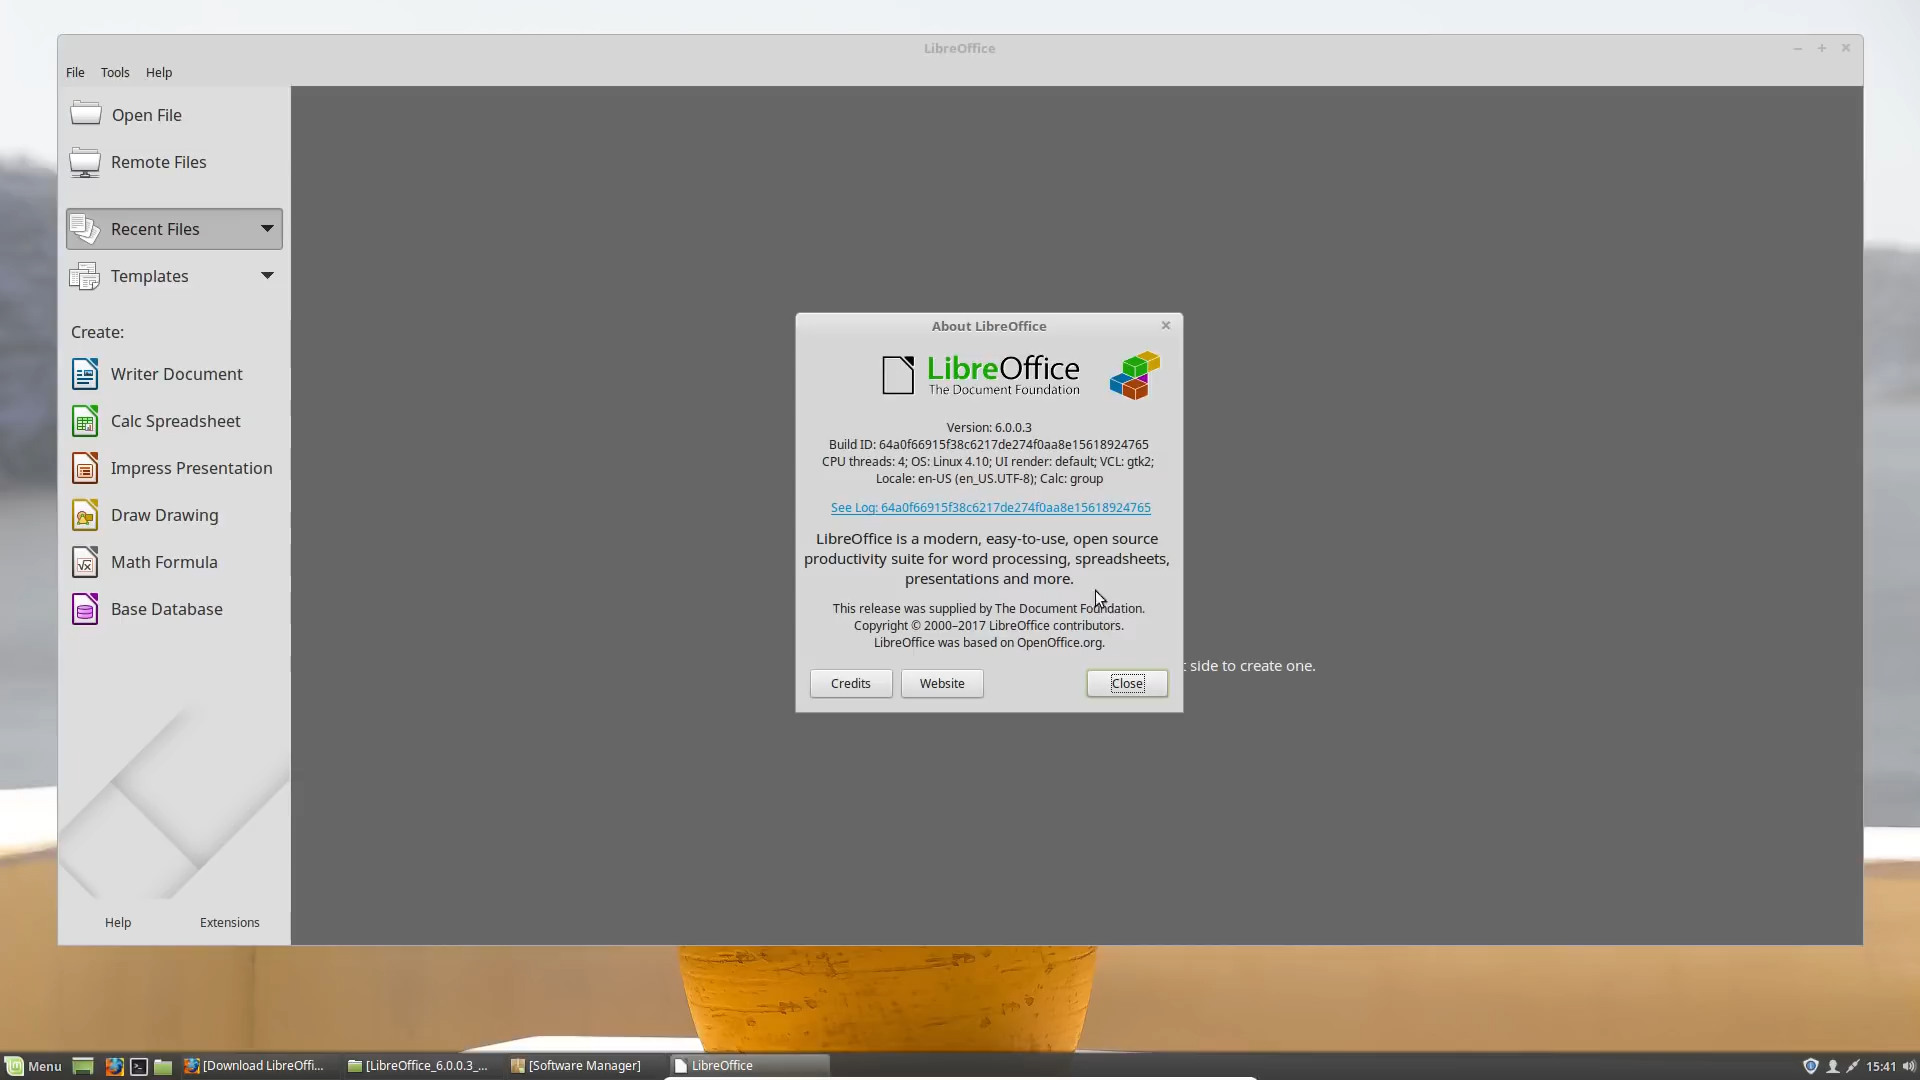 LibreOffice
File Tools Help
Open File
Remote Files
Recent Files
Templates
Create:
Writer Document
Calc Spreadsheet
Impress Presentation
Draw Drawing
Math Formula
Base Database
Help Extensions
About LibreOffice
LibreOffice
The Document Foundation
Version: 6.0.0.3
Build ID: 64a0f66915f38c6217de274f0aa8e15618924765
CPU threads: 4; OS: Linux 4.10; UI render: default; VCL: gtk2;
Locale: en-US (en_US.UTF-8); Calc: group
See Log: 64a0f66915f38c6217de274f0aa8e15618924765
LibreOffice is a modern, easy-to-use, open source
productivity suite for word processing, spreadsheets,
presentations and more.
This release was supplied by The Document Foundation.
Copyright © 2000–2017 LibreOffice contributors.
LibreOffice was based on OpenOffice.org.
Credits Website Close
side to create one.
Menu [Download LibreOffi... [LibreOffice_6.0.0.3_... [Software Manager] LibreOffice 15:41